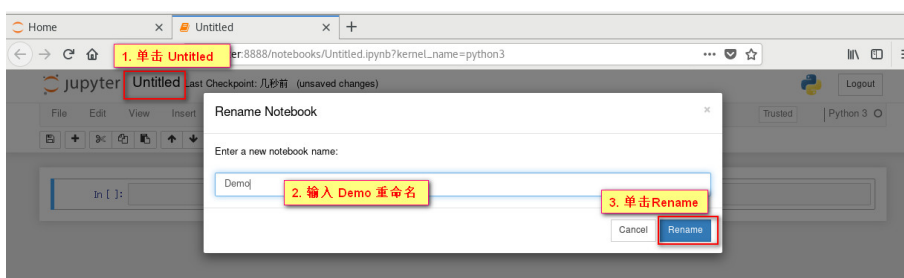 Home × Untitled × +
1. 单击 Untitled er:8888/notebooks/Untitled.ipynb?kernel_name=python3
jupyter Untitled Last Checkpoint: 几秒前 (unsaved changes) Logout
File Edit View Insert Trusted Python 3
Rename Notebook ×
Enter a new notebook name:
In [ ]:
Demo
2. 输入 Demo 重命名
3. 单击Rename
Cancel Rename